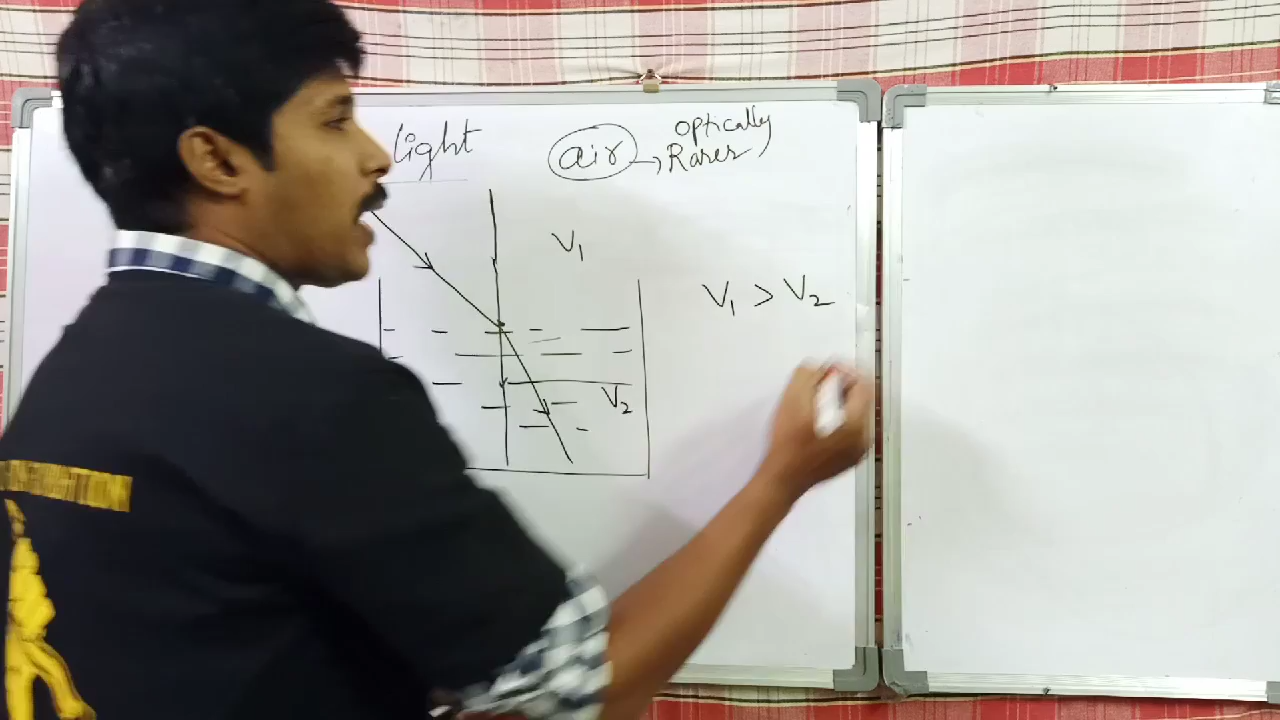 light
air → optically
Rarer
V₁
V₁ > V₂
V₂